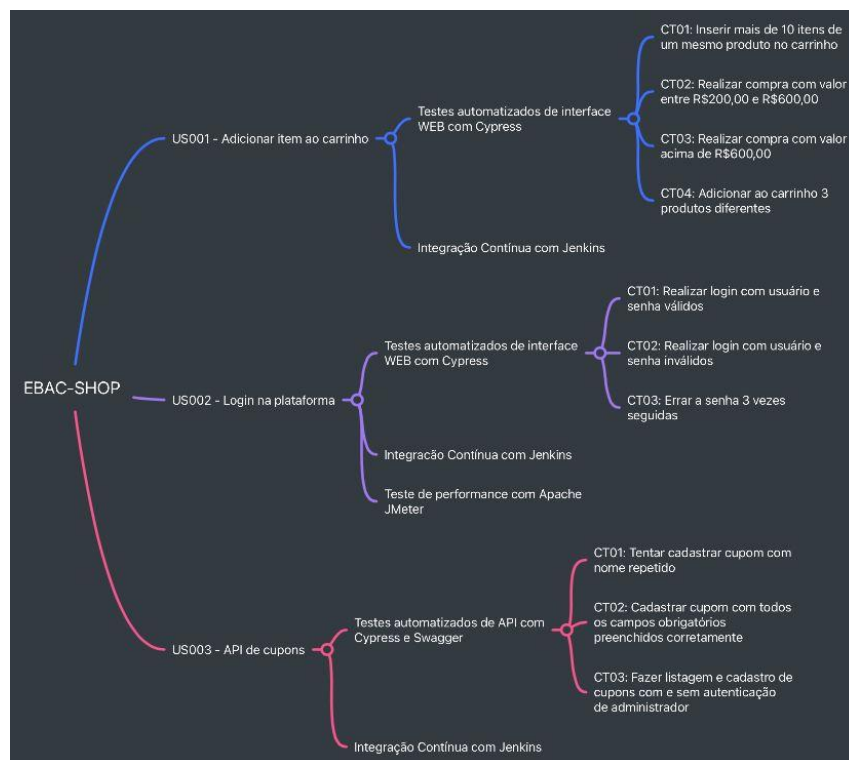 EBAC-SHOP
US001 - Adicionar item ao carrinho
Testes automatizados de interface
WEB com Cypress
CT01: Inserir mais de 10 itens de
um mesmo produto no carrinho
CT02: Realizar compra com valor
entre R$200,00 e R$600,00
CT03: Realizar compra com valor
acima de R$600,00
CT04: Adicionar ao carrinho 3
produtos diferentes
Integração Contínua com Jenkins
US002 - Login na plataforma
Testes automatizados de interface
WEB com Cypress
CT01: Realizar login com usuário e
senha válidos
CT02: Realizar login com usuário e
senha inválidos
CT03: Errar a senha 3 vezes
seguidas
Integracão Contínua com Jenkins
Teste de performance com Apache
JMeter
US003 - API de cupons
Testes automatizados de API com
Cypress e Swagger
CT01: Tentar cadastrar cupom com
nome repetido
CT02: Cadastrar cupom com todos
os campos obrigatórios
preenchidos corretamente
CT03: Fazer listagem e cadastro de
cupons com e sem autenticação
de administrador
Integração Contínua com Jenkins